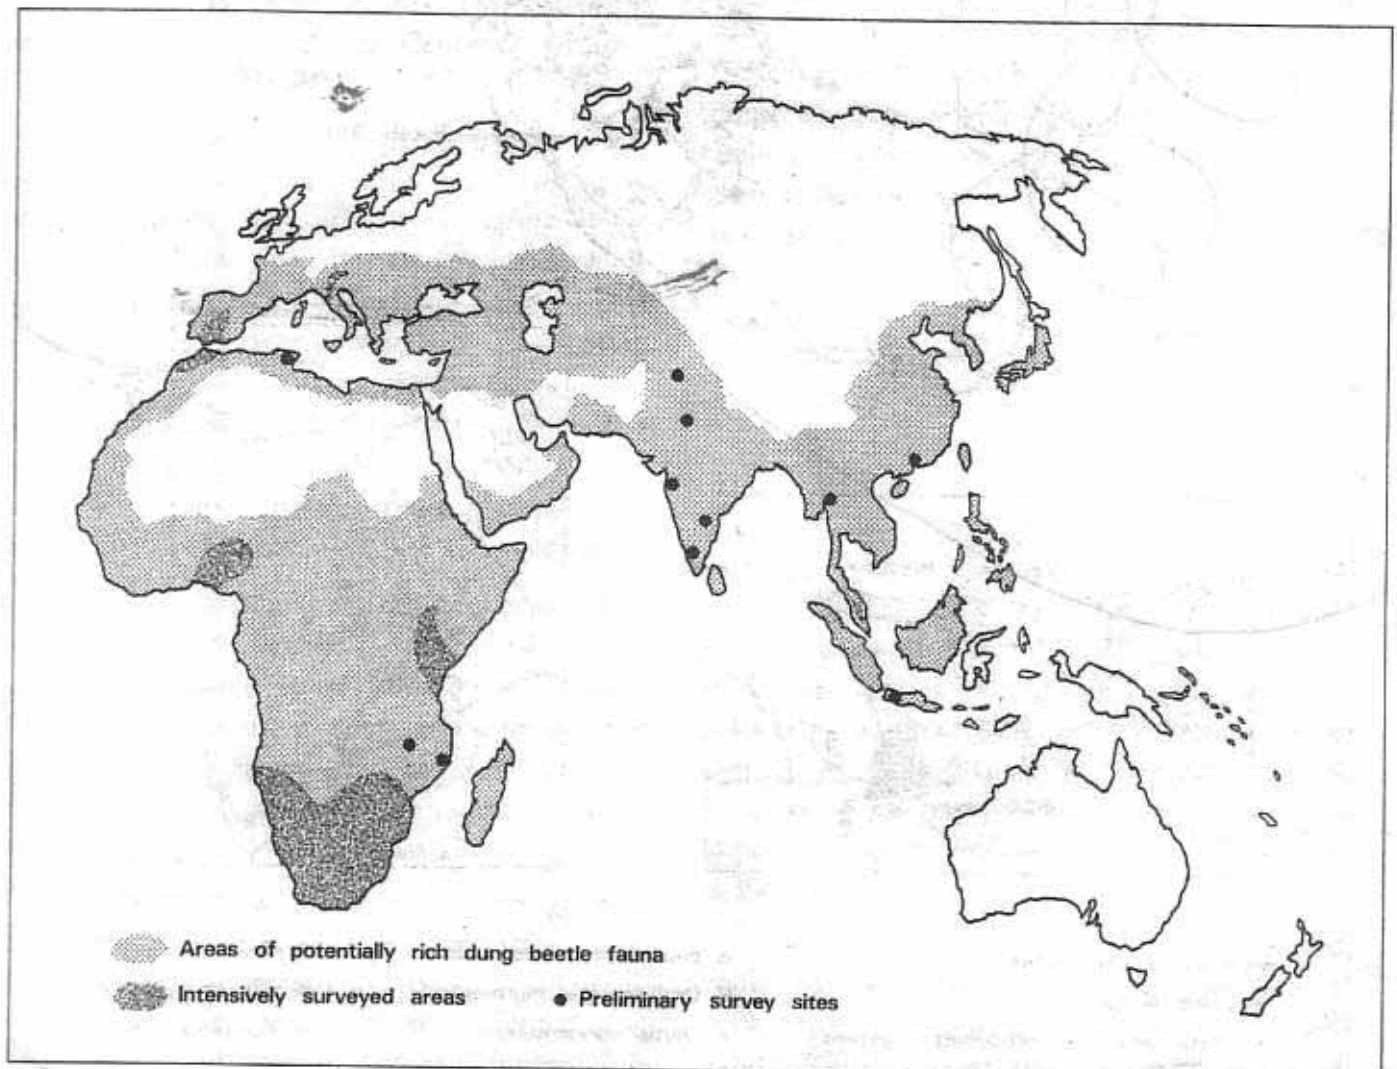 Areas of potentially rich dung beetle fauna
Intensively surveyed areas
Preliminary survey sites